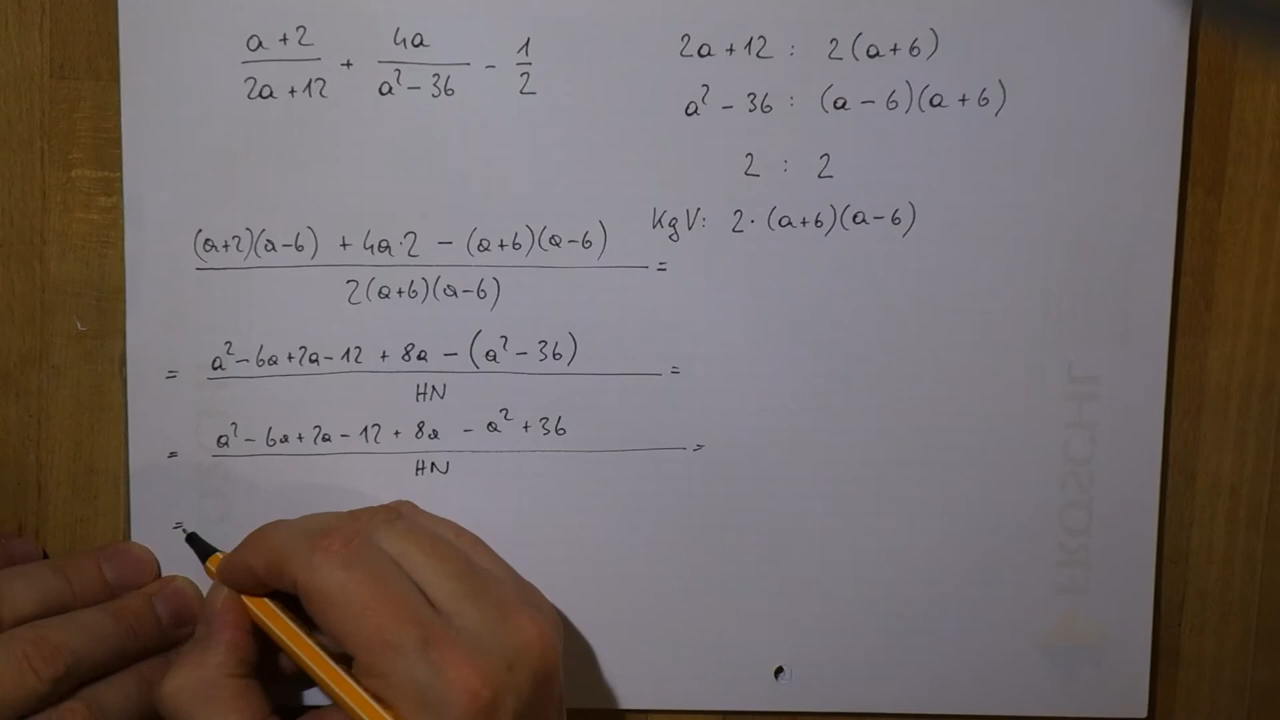 (a+2)/(2a+12) + 4a/(a²-36) - 1/2
2a+12 : 2(a+6)
a²-36 : (a-6)(a+6)
2 : 2
KgV: 2·(a+6)(a-6)
((a+2)(a-6) + 4a·2 - (a+6)(a-6))/(2(a+6)(a-6)) =
= (a²-6a+2a-12+8a-(a²-36))/HN =
= (a²-6a+2a-12+8a-a²+36)/HN =
=